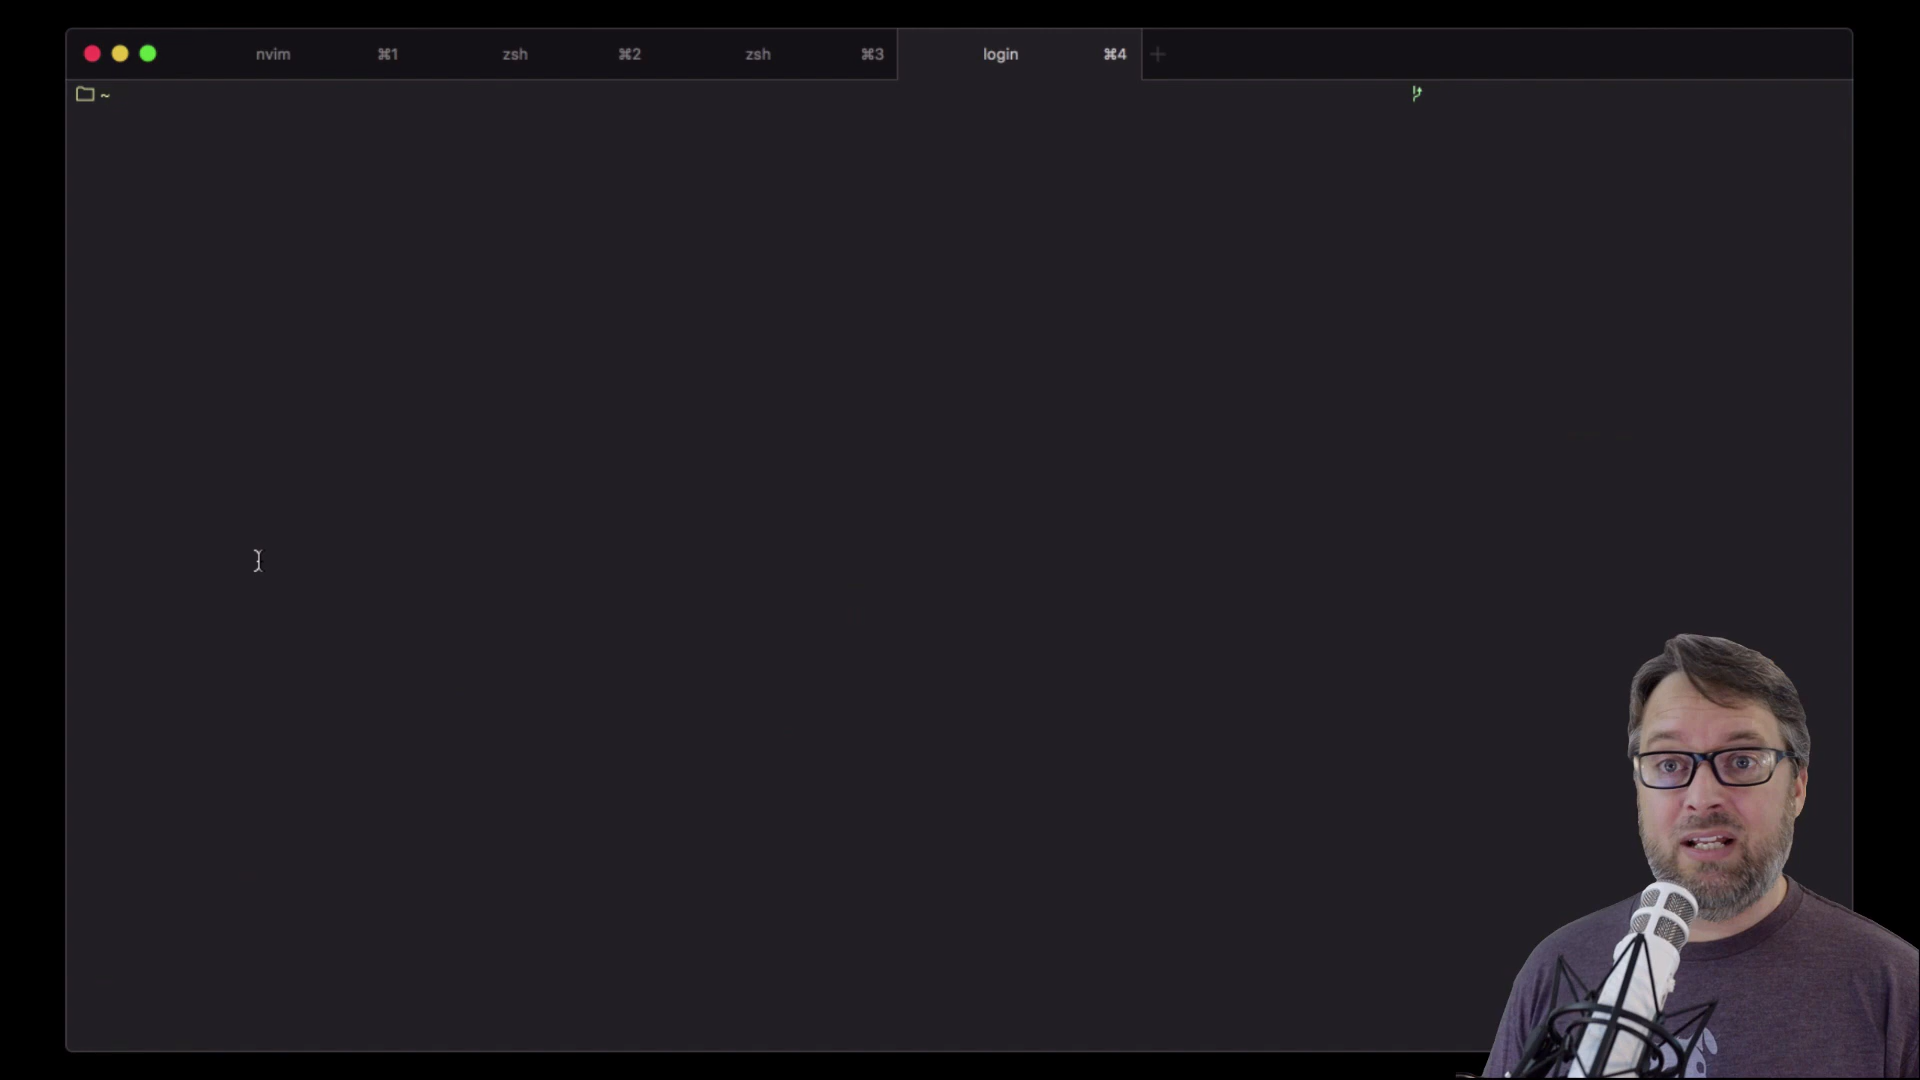 nvim ⌘1 zsh ⌘2 zsh ⌘3 login ⌘4 +
~